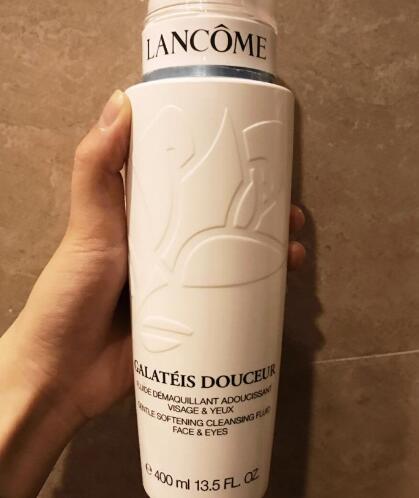 LANCÔME
GALATÉIS DOUCEUR
FLUIDE DÉMAQUILLANT ADOUCISSANT
VISAGE & YEUX
GENTLE SOFTENING CLEANSING FLUID
FACE & EYES
℮ 400 ml 13.5 FL. OZ.